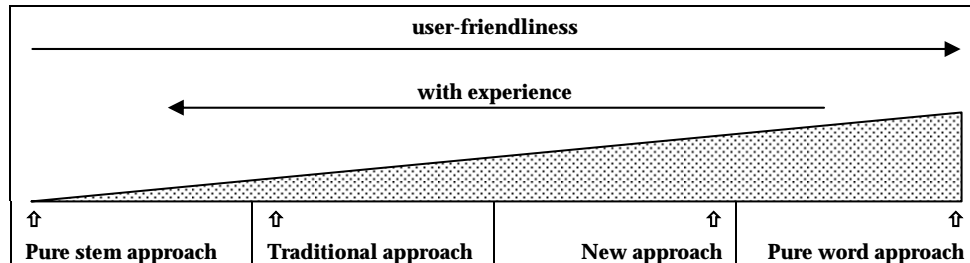 user-friendliness
with experience
Pure stem approach Traditional approach New approach Pure word approach